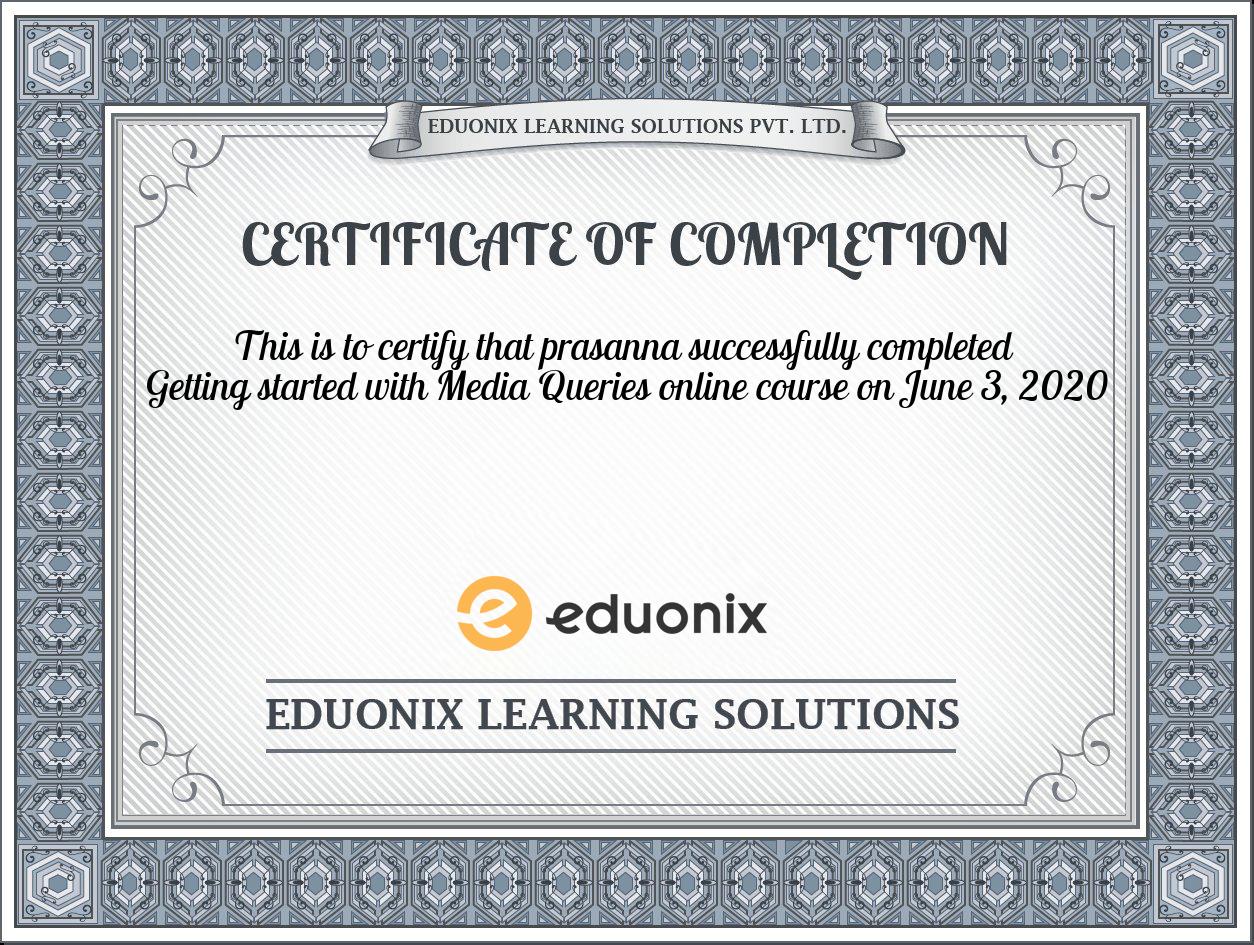 EDUONIX LEARNING SOLUTIONS PVT. LTD.
CERTIFICATE OF COMPLETION
This is to certify that prasanna successfully completed
Getting started with Media Queries online course on June 3, 2020
eduonix
EDUONIX LEARNING SOLUTIONS